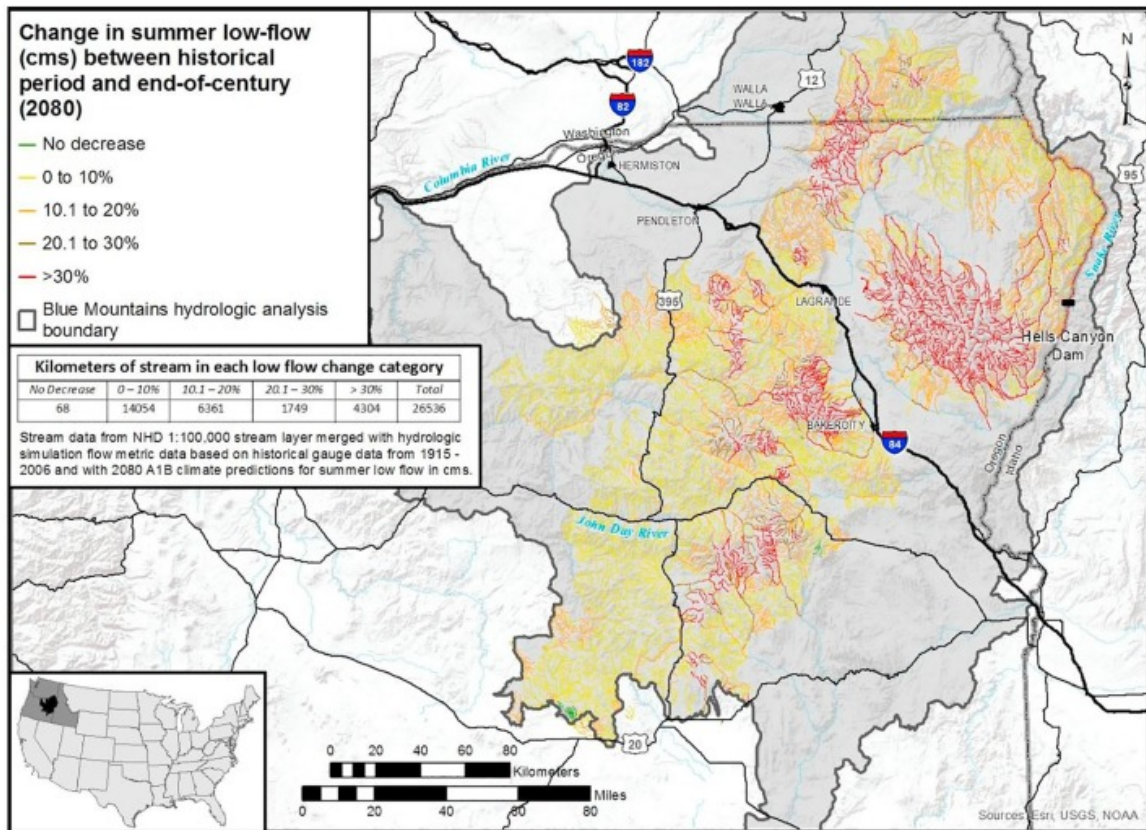 Change in summer low-flow
(cms) between historical
period and end-of-century
(2080)
No decrease
0 to 10%
10.1 to 20%
20.1 to 30%
>30%
Blue Mountains hydrologic analysis
boundary
Kilometers of stream in each low flow change category
No Decrease 0 – 10% 10.1 – 20% 20.1 – 30% > 30% Total
68 14054 6361 1749 4304 26536
Stream data from NHD 1:100,000 stream layer merged with hydrologic
simulation flow metric data based on historical gauge data from 1915 -
2006 and with 2080 A1B climate predictions for summer low flow in cms.
N
182
82
12
WALLA
WALLA
Washington
Oregon
HERMISTON
Columbia River
95
PENDLETON
Snake River
395
LAGRANDE
Hells Canyon
Dam
BAKERCITY
84
Oregon
Idaho
John Day River
20
0 10 20 40 60 80
Kilometers
Miles
0 10 20 40 60 80
Sources: Esri, USGS, NOAA